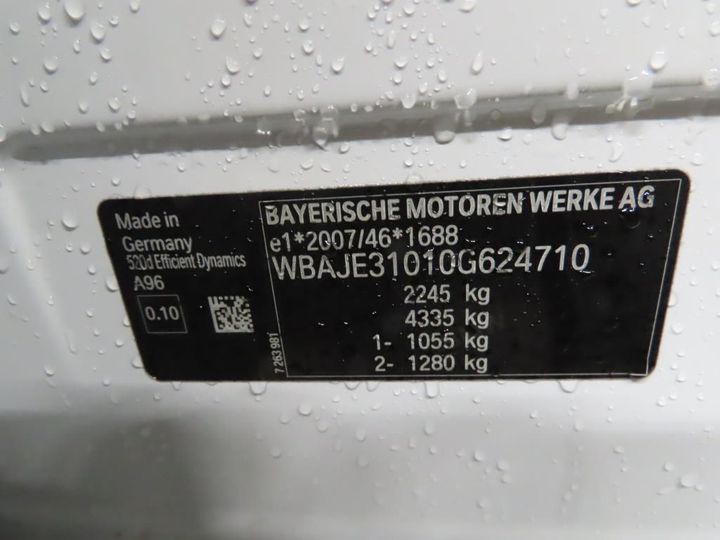 Made in
Germany
520d Efficient Dynamics
A96
0.10
7 263 981
BAYERISCHE MOTOREN WERKE AG
e1*2007/46*1688
WBAJE31010G624710
2245 kg
4335 kg
1- 1055 kg
2- 1280 kg